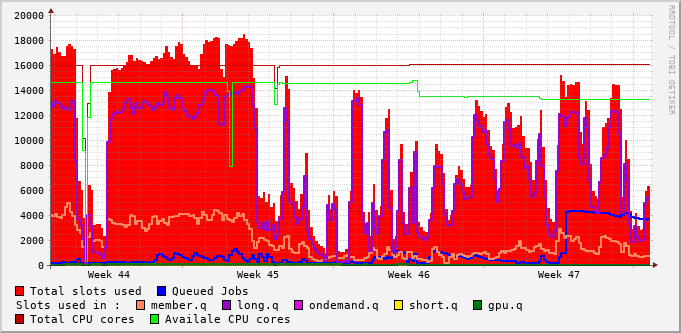 20000
18000
16000
14000
12000
10000
8000
6000
4000
2000
0
Week 44 Week 45 Week 46 Week 47
RRDTOOL / TOBI OETIKER
Total slots used Queued Jobs
Slots used in : member.q long.q ondemand.q short.q gpu.q
Total CPU cores Availale CPU cores